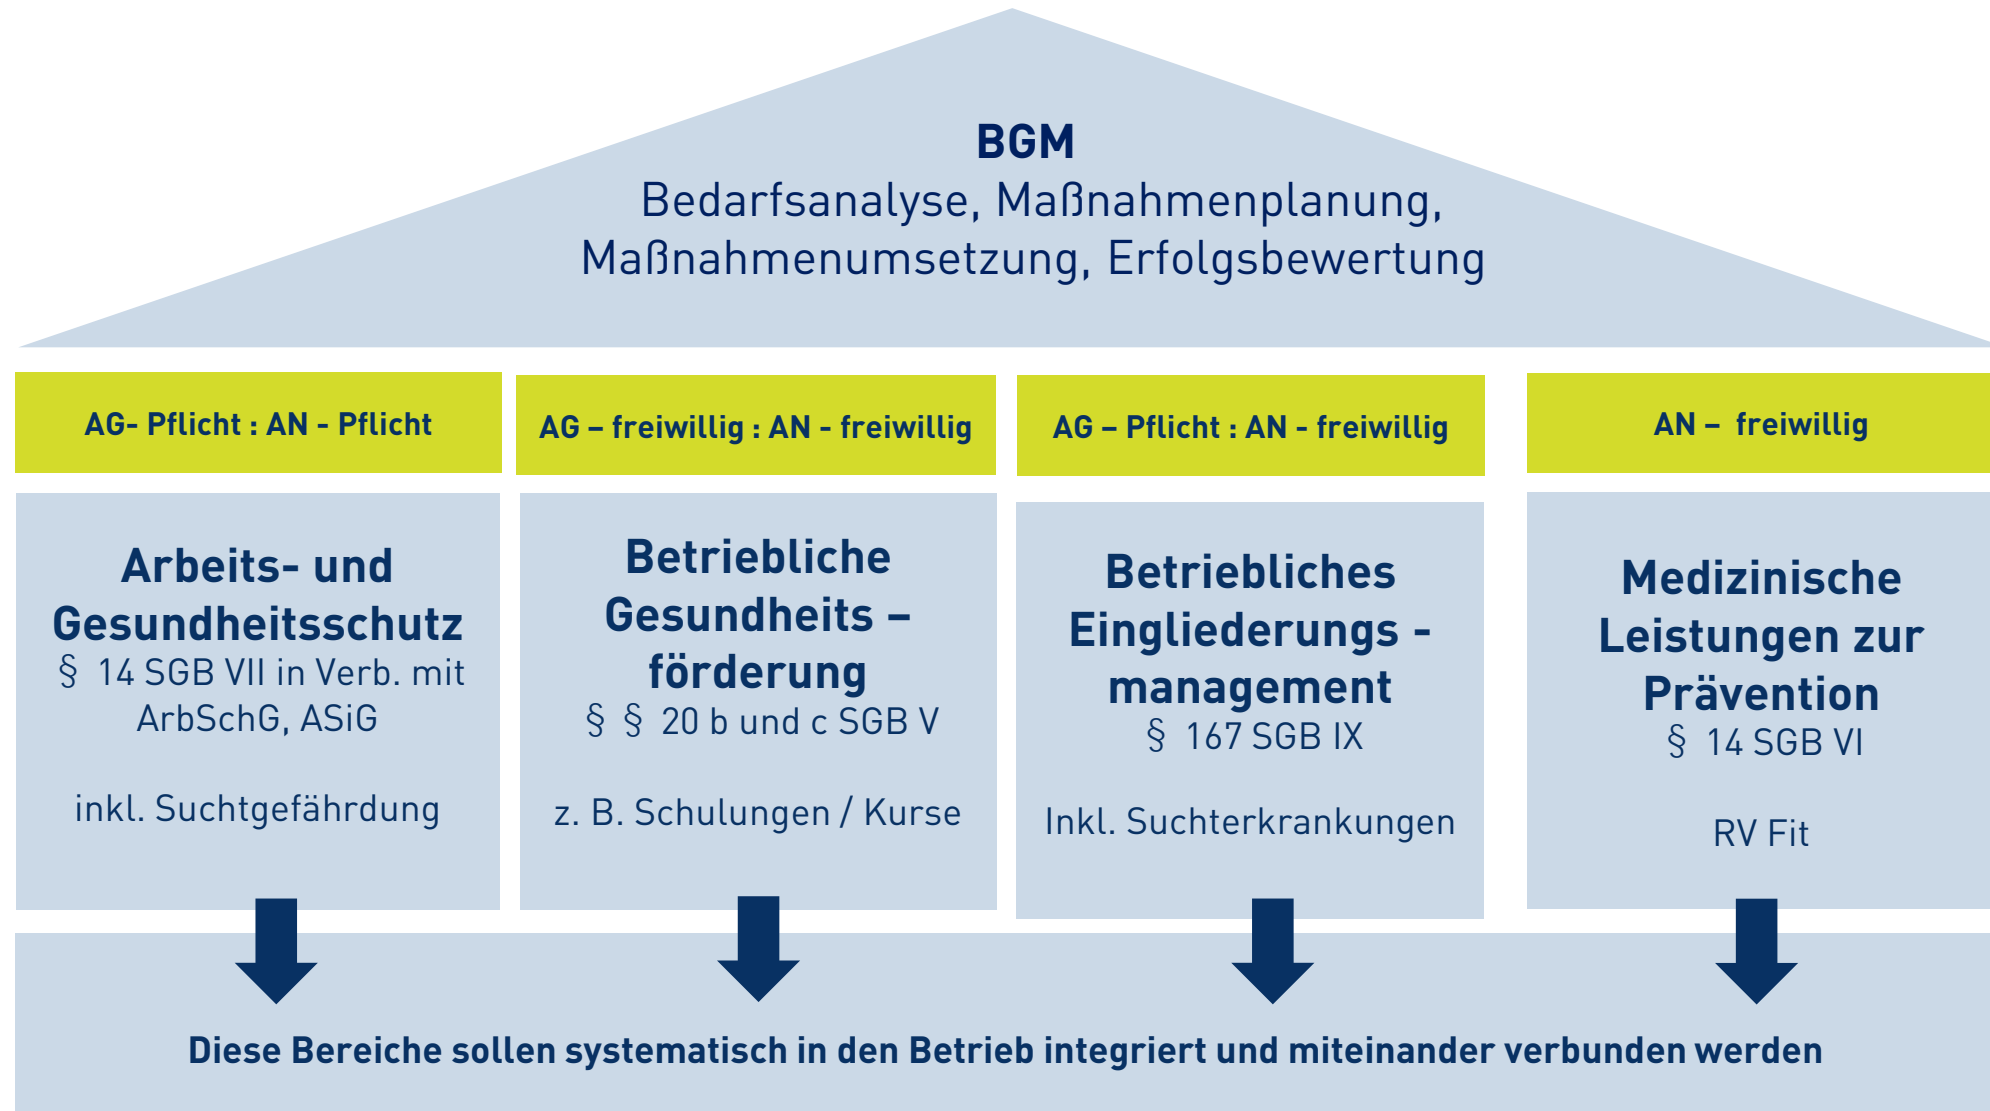 BGM
Bedarfsanalyse, Maßnahmenplanung,
Maßnahmenumsetzung, Erfolgsbewertung
AG- Pflicht : AN - Pflicht
AG – freiwillig : AN - freiwillig
AG – Pflicht : AN - freiwillig
AN – freiwillig
Arbeits- und
Gesundheitsschutz
§ 14 SGB VII in Verb. mit
ArbSchG, ASiG
inkl. Suchtgefährdung
Betriebliche
Gesundheits –
förderung
§ § 20 b und c SGB V
z. B. Schulungen / Kurse
Betriebliches
Eingliederungs -
management
§ 167 SGB IX
Inkl. Suchterkrankungen
Medizinische
Leistungen zur
Prävention
§ 14 SGB VI
RV Fit
Diese Bereiche sollen systematisch in den Betrieb integriert und miteinander verbunden werden